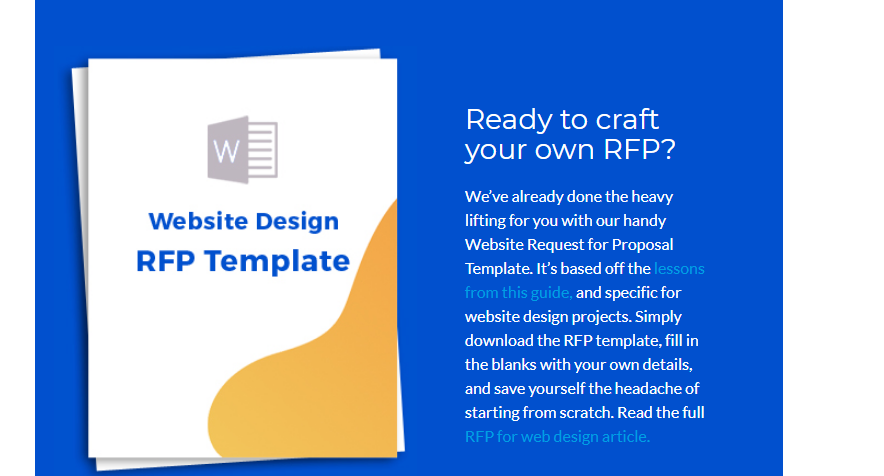 W
Website Design
RFP Template
Ready to craft
your own RFP?
We’ve already done the heavy
lifting for you with our handy
Website Request for Proposal
Template. It’s based off the lessons
from this guide, and specific for
website design projects. Simply
download the RFP template, fill in
the blanks with your own details,
and save yourself the headache of
starting from scratch. Read the full
RFP for web design article.